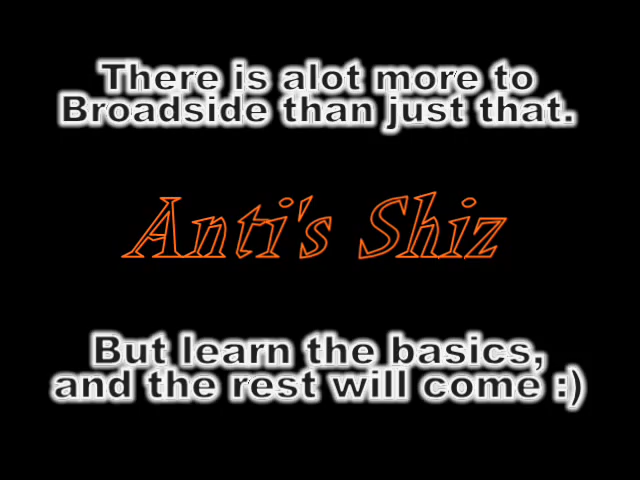 There is alot more to
Broadside than just that.
Anti's Shiz
But learn the basics,
and the rest will come :)